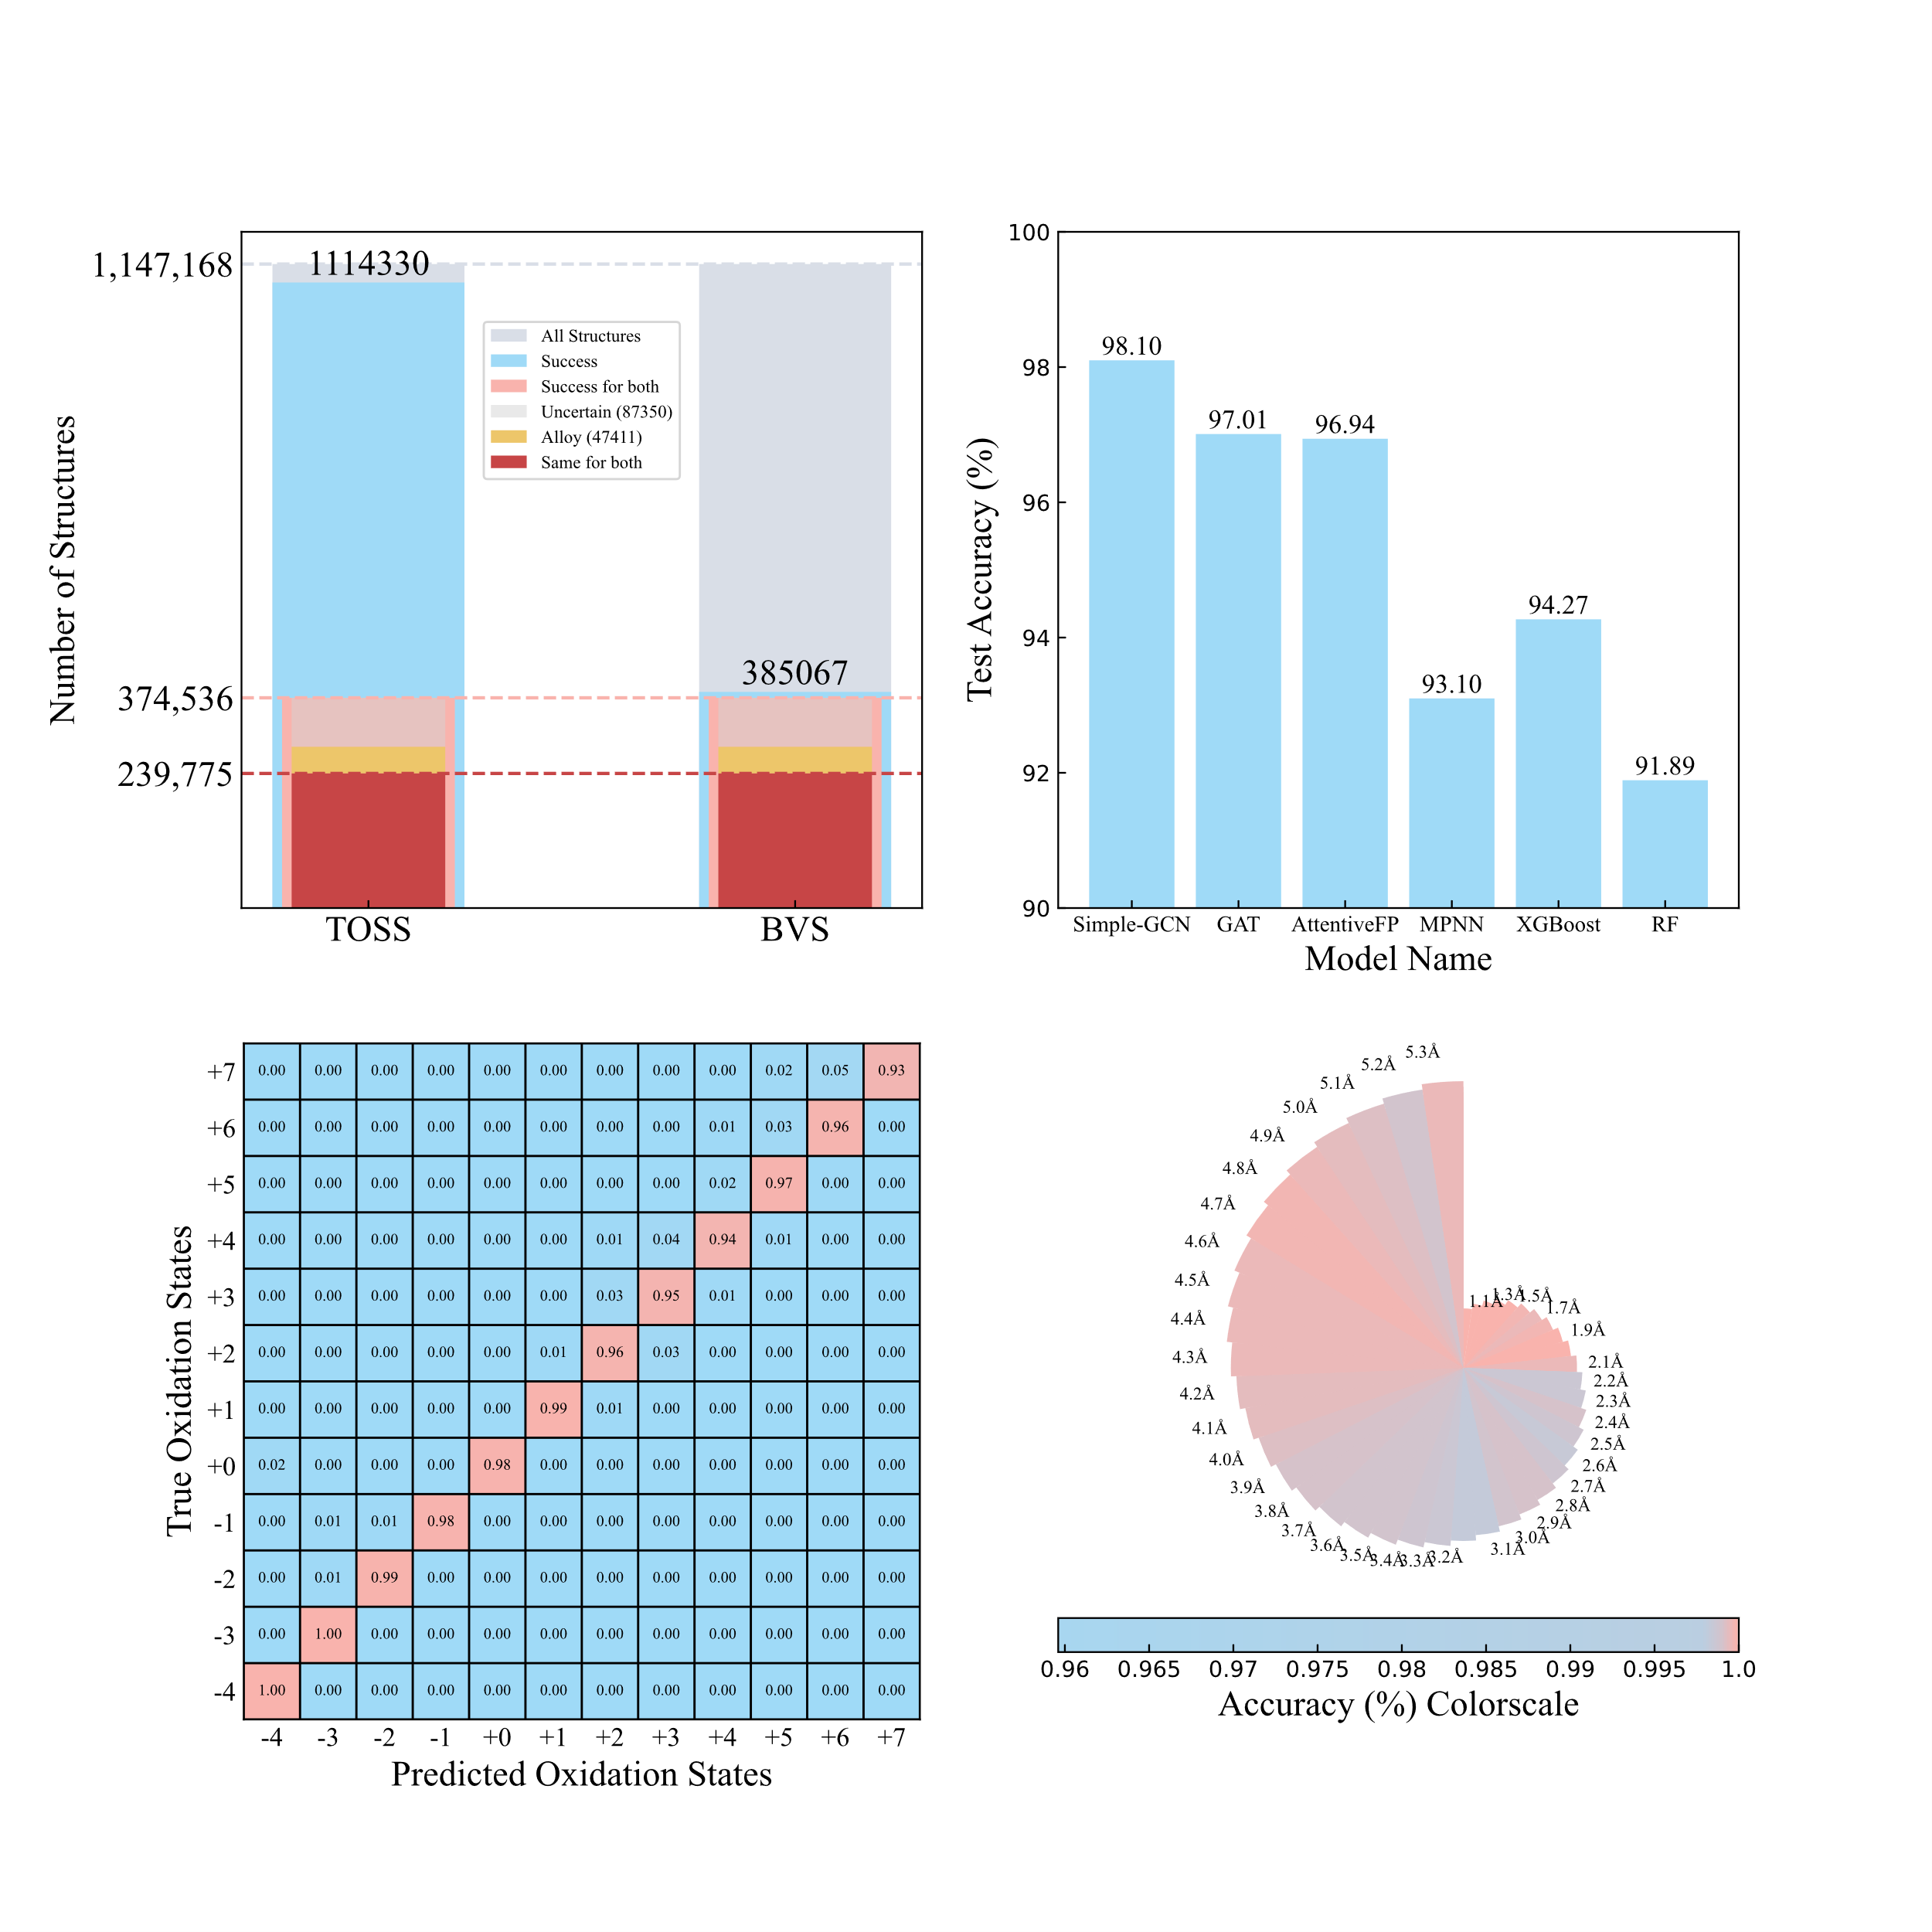 1,147,168
374,536
239,775
Number of Structures
1114330
385067
All Structures
Success
Success for both
Uncertain (87350)
Alloy (47411)
Same for both
TOSS BVS
100
98
96
94
92
90
Test Accuracy (%)
98.10
97.01
96.94
93.10
94.27
91.89
Simple-GCN GAT AttentiveFP MPNN XGBoost RF
Model Name
True Oxidation States
+7 0.00 0.00 0.00 0.00 0.00 0.00 0.00 0.00 0.00 0.02 0.05 0.93
+6 0.00 0.00 0.00 0.00 0.00 0.00 0.00 0.00 0.01 0.03 0.96 0.00
+5 0.00 0.00 0.00 0.00 0.00 0.00 0.00 0.00 0.02 0.97 0.00 0.00
+4 0.00 0.00 0.00 0.00 0.00 0.00 0.01 0.04 0.94 0.01 0.00 0.00
+3 0.00 0.00 0.00 0.00 0.00 0.00 0.03 0.95 0.01 0.00 0.00 0.00
+2 0.00 0.00 0.00 0.00 0.00 0.01 0.96 0.03 0.00 0.00 0.00 0.00
+1 0.00 0.00 0.00 0.00 0.00 0.99 0.01 0.00 0.00 0.00 0.00 0.00
+0 0.02 0.00 0.00 0.00 0.98 0.00 0.00 0.00 0.00 0.00 0.00 0.00
-1 0.00 0.01 0.01 0.98 0.00 0.00 0.00 0.00 0.00 0.00 0.00 0.00
-2 0.00 0.01 0.99 0.00 0.00 0.00 0.00 0.00 0.00 0.00 0.00 0.00
-3 0.00 1.00 0.00 0.00 0.00 0.00 0.00 0.00 0.00 0.00 0.00 0.00
-4 1.00 0.00 0.00 0.00 0.00 0.00 0.00 0.00 0.00 0.00 0.00 0.00
-4 -3 -2 -1 +0 +1 +2 +3 +4 +5 +6 +7
Predicted Oxidation States
1.1Å
1.3Å
1.5Å
1.7Å
1.9Å
2.1Å
2.2Å
2.3Å
2.4Å
2.5Å
2.6Å
2.7Å
2.8Å
2.9Å
3.0Å
3.1Å
3.2Å
3.3Å
3.4Å
3.5Å
3.6Å
3.7Å
3.8Å
3.9Å
4.0Å
4.1Å
4.2Å
4.3Å
4.4Å
4.5Å
4.6Å
4.7Å
4.8Å
4.9Å
5.0Å
5.1Å
5.2Å
5.3Å
0.96 0.965 0.97 0.975 0.98 0.985 0.99 0.995 1.0
Accuracy (%) Colorscale